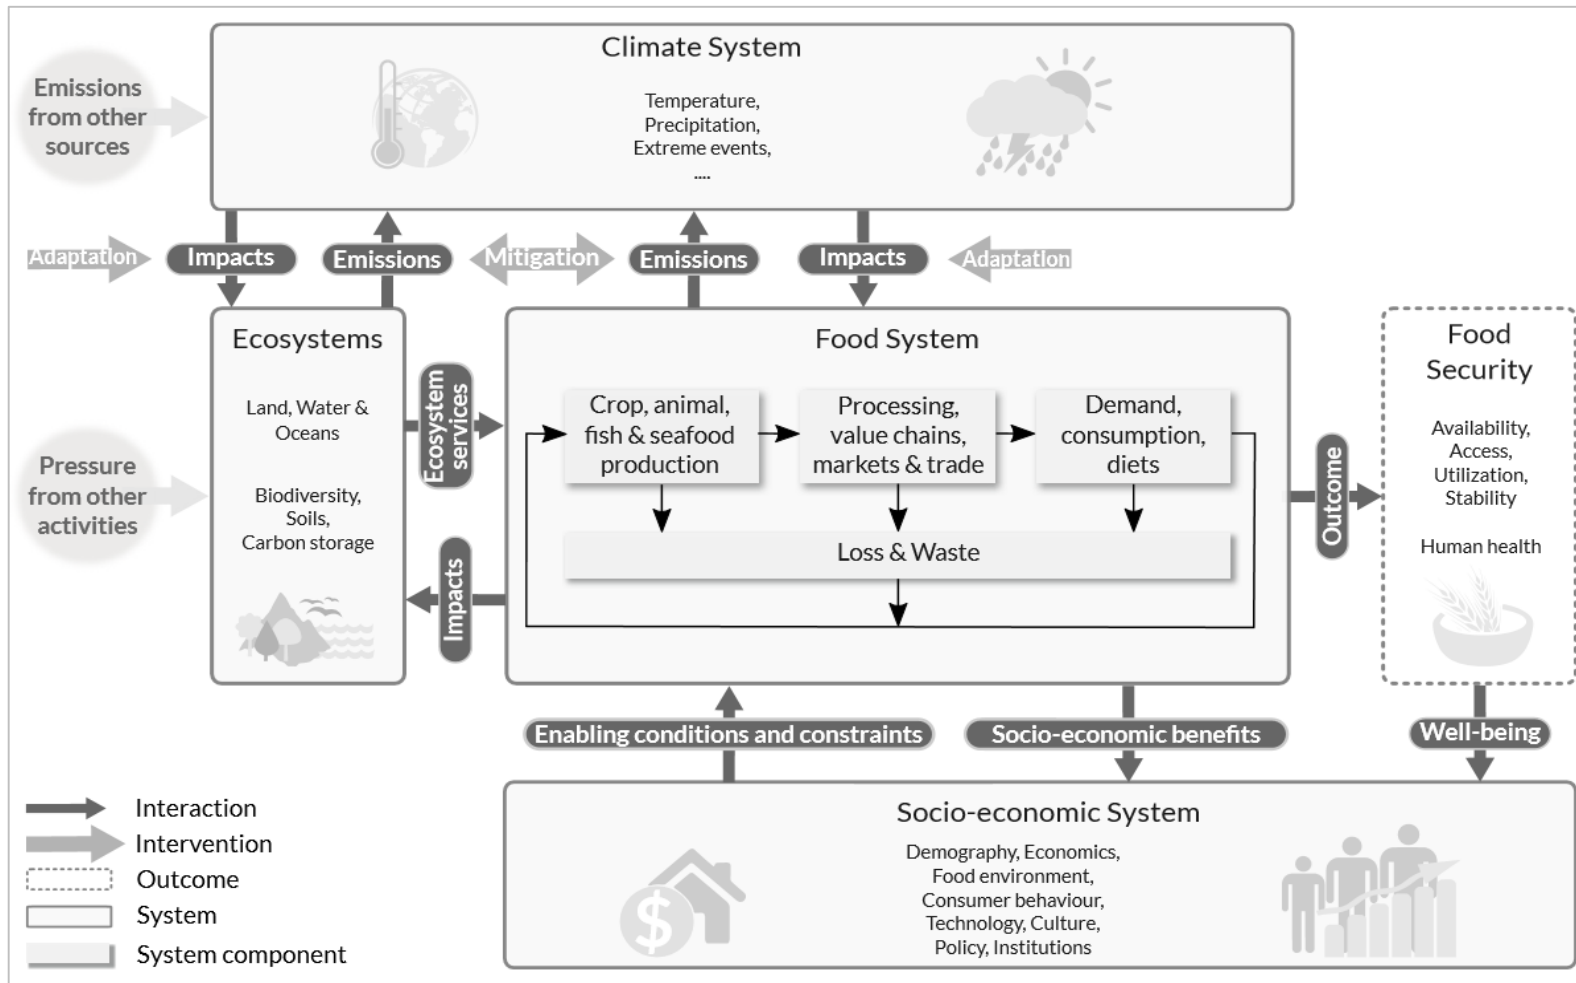 Climate System
Temperature,
Precipitation,
Extreme events,
....
Emissions
from other
sources
Adaptation
Impacts
Emissions
Mitigation
Emissions
Impacts
Adaptation
Ecosystems
Land, Water &
Oceans
Biodiversity,
Soils,
Carbon storage
Pressure
from other
activities
Ecosystem
services
Impacts
Food System
Crop, animal,
fish & seafood
production
Processing,
value chains,
markets & trade
Demand,
consumption,
diets
Loss & Waste
Outcome
Food
Security
Availability,
Access,
Utilization,
Stability
Human health
Enabling conditions and constraints
Socio-economic benefits
Well-being
Socio-economic System
Demography, Economics,
Food environment,
Consumer behaviour,
Technology, Culture,
Policy, Institutions
$
Interaction
Intervention
Outcome
System
System component